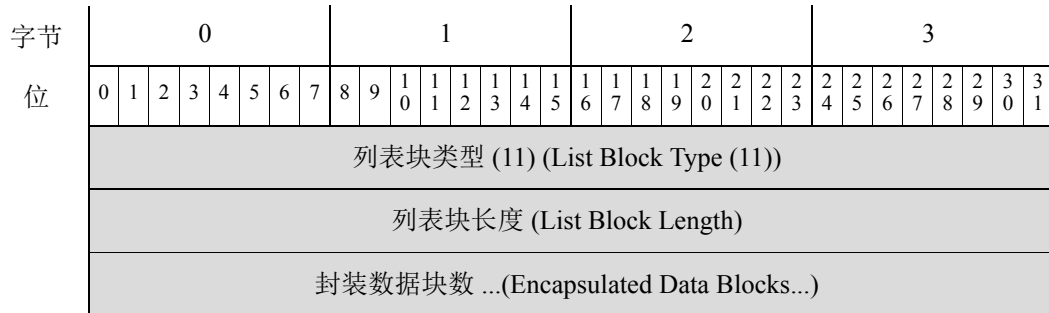 字节 0 1 2 3
位 0 1 2 3 4 5 6 7 8 9 10 11 12 13 14 15 16 17 18 19 20 21 22 23 24 25 26 27 28 29 30 31
列表块类型 (11) (List Block Type (11))
列表块长度 (List Block Length)
封装数据块数 ...(Encapsulated Data Blocks...)